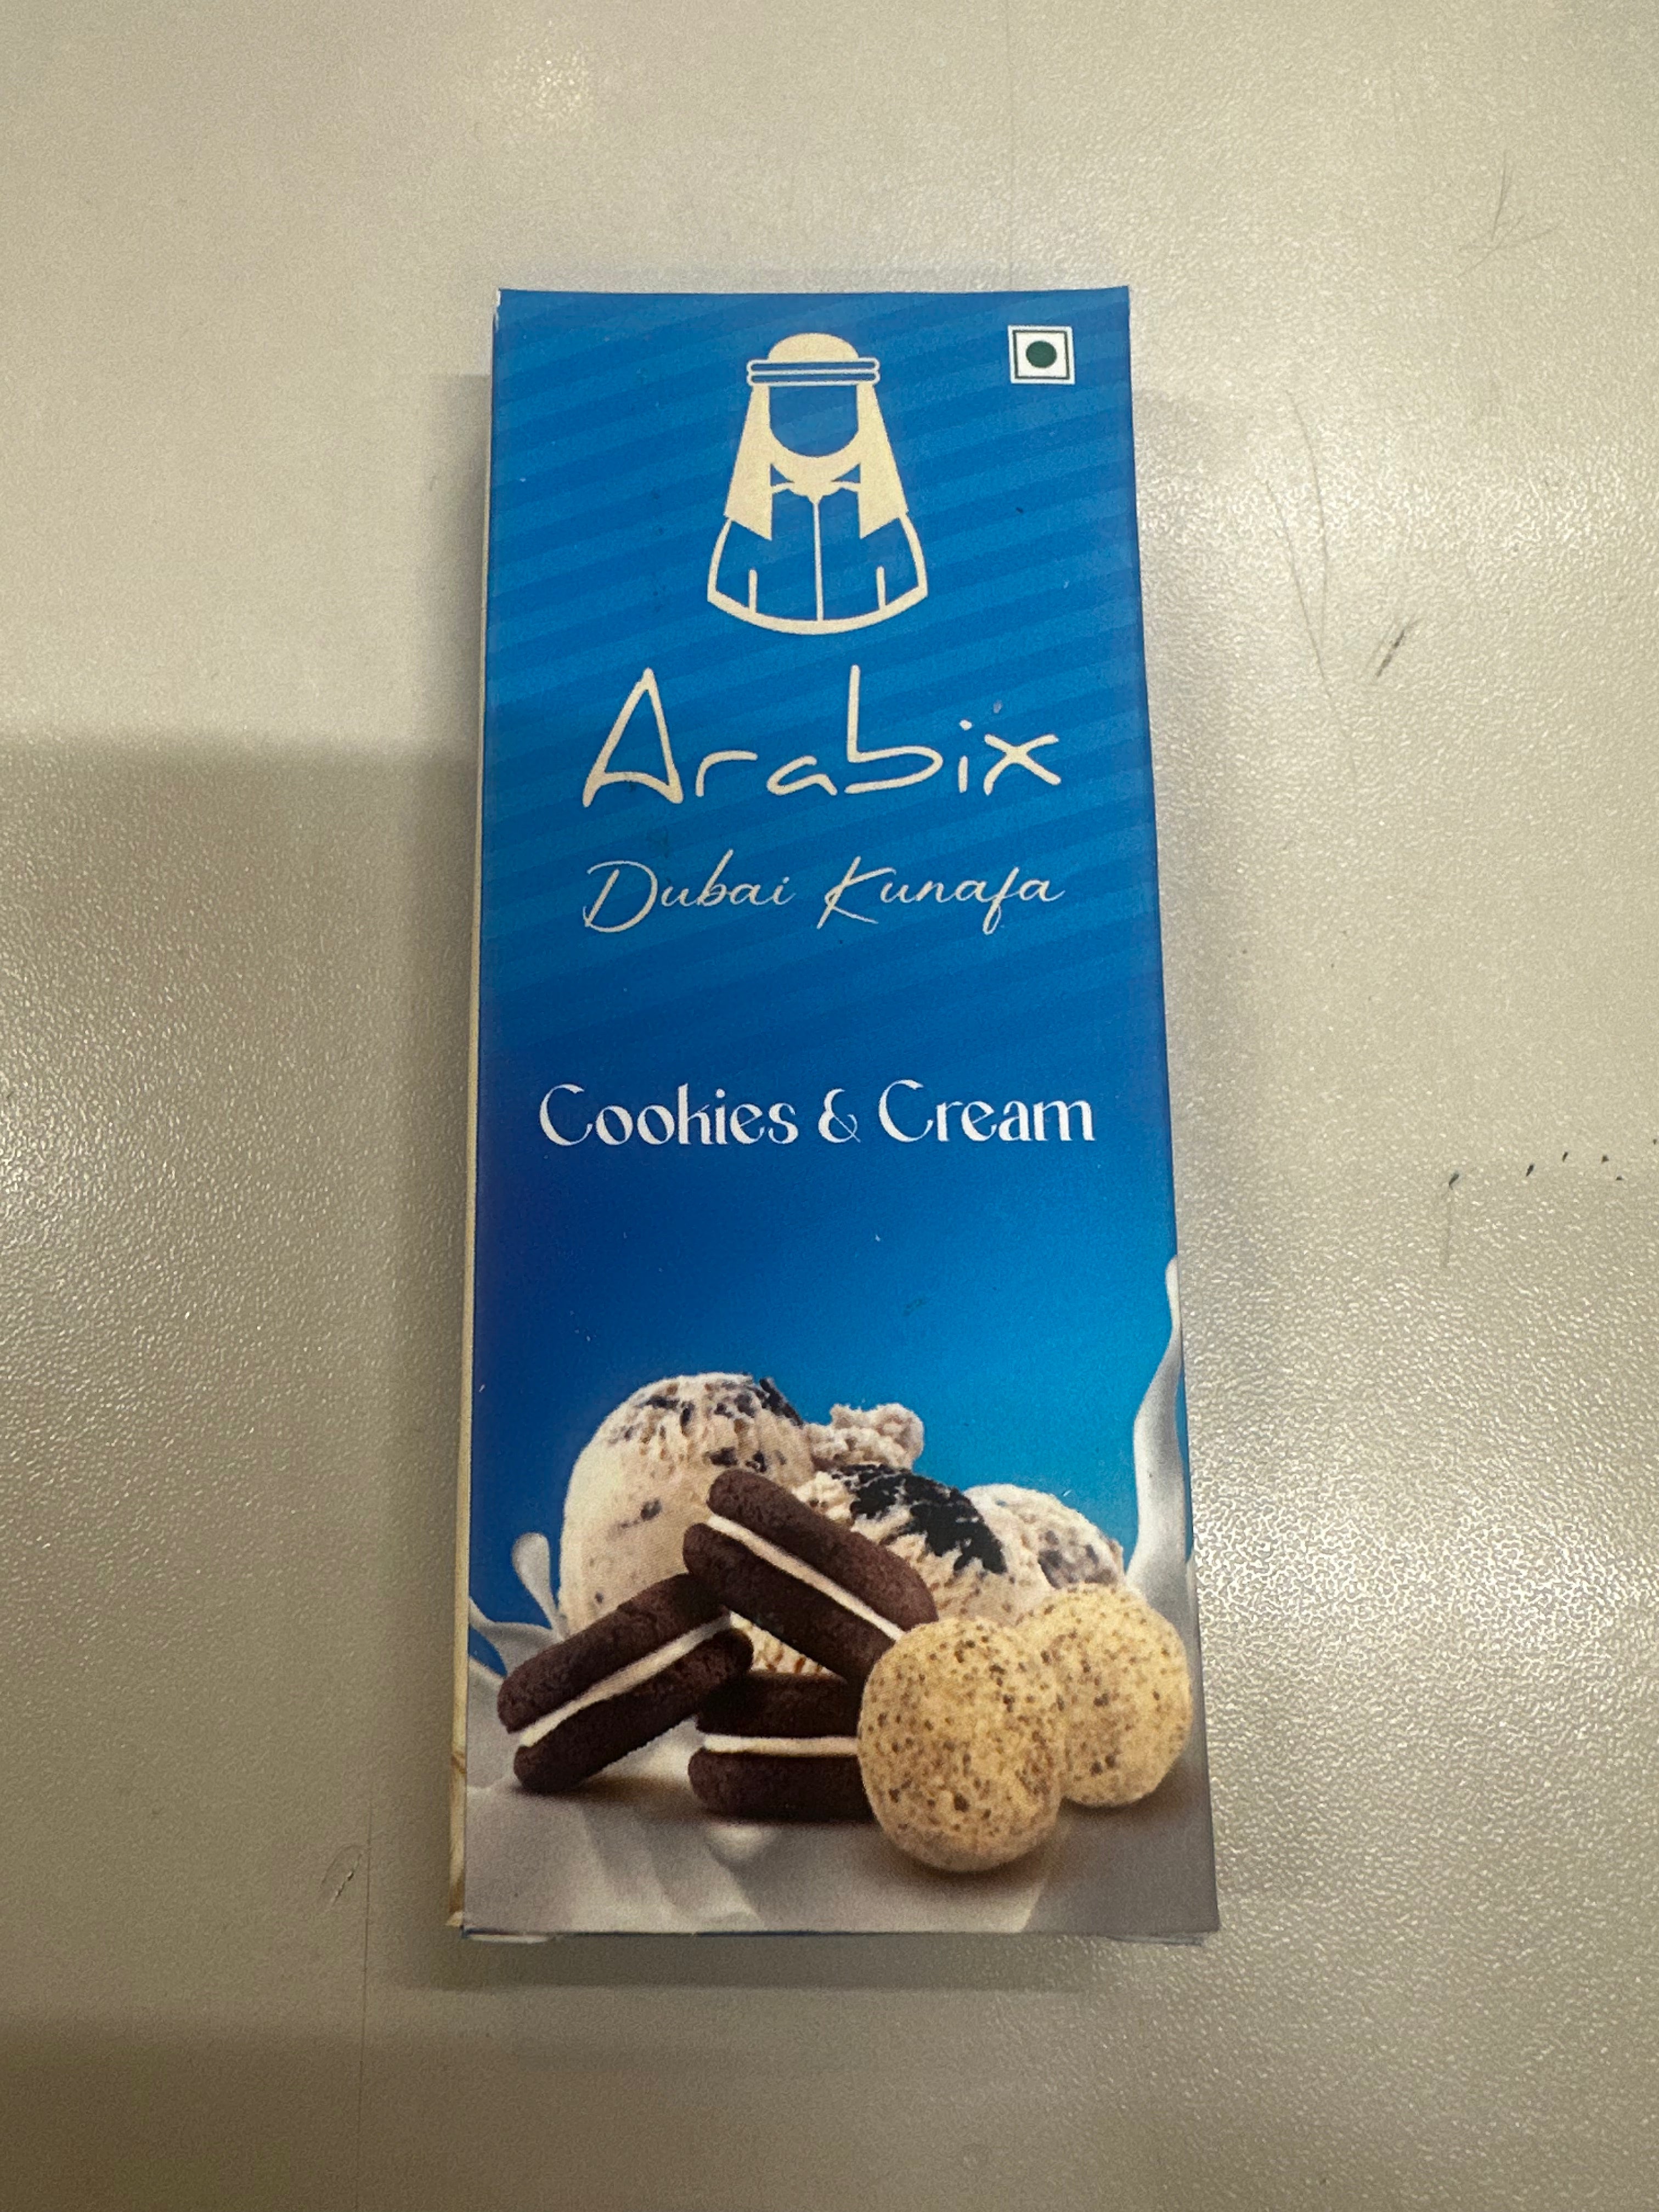 Arabix
Dubai Kunafa
Cookies & Cream